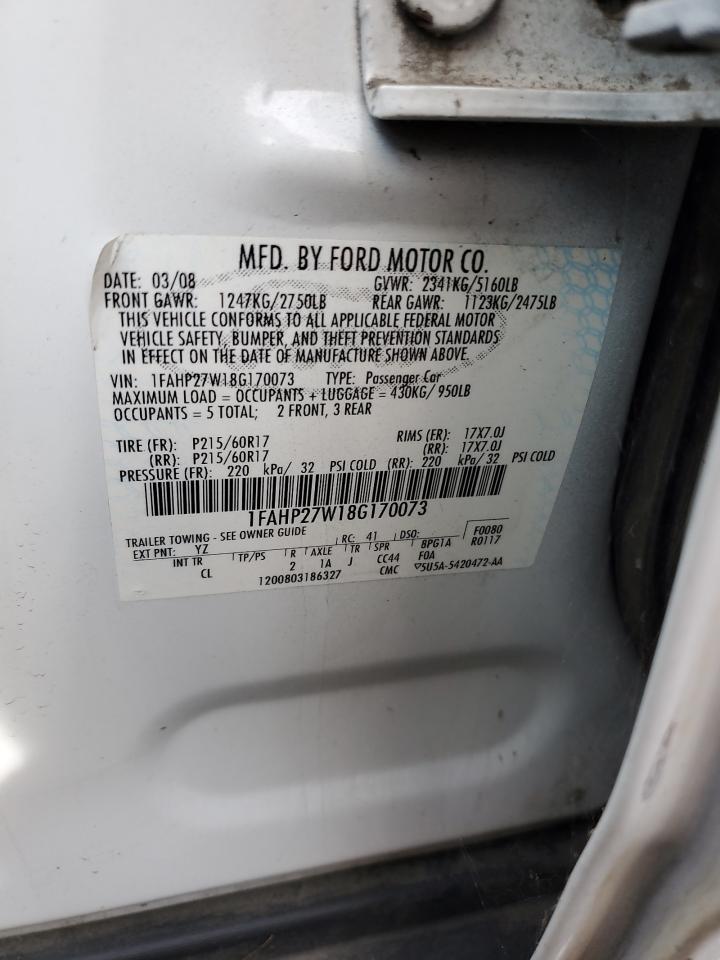 MFD. BY FORD MOTOR CO.
DATE: 03/08 GVWR: 2341KG/5160LB
FRONT GAWR: 1247KG/2750LB REAR GAWR: 1123KG/2475LB
THIS VEHICLE CONFORMS TO ALL APPLICABLE FEDERAL MOTOR
VEHICLE SAFETY, BUMPER, AND THEFT PREVENTION STANDARDS
IN EFFECT ON THE DATE OF MANUFACTURE SHOWN ABOVE.
VIN: 1FAHP27W18G170073 TYPE: Passenger Car
MAXIMUM LOAD = OCCUPANTS + LUGGAGE = 430KG/ 950LB
OCCUPANTS = 5 TOTAL; 2 FRONT, 3 REAR
TIRE (FR): P215/60R17 RIMS (FR): 17X7.0J
(RR): P215/60R17 (RR): 17X7.0J
PRESSURE (FR): 220 kPa/ 32 PSI COLD (RR): 220 kPa/ 32 PSI COLD
1FAHP27W18G170073
TRAILER TOWING - SEE OWNER GUIDE F0080
EXT PNT: YZ RC: 41 DSO: R0117
INT TR TP/PS R AXLE TR SPR BPG1A F0A
CL 2 1A J CC44 ▽5U5A-5420472-AA
1200803186327 CMC